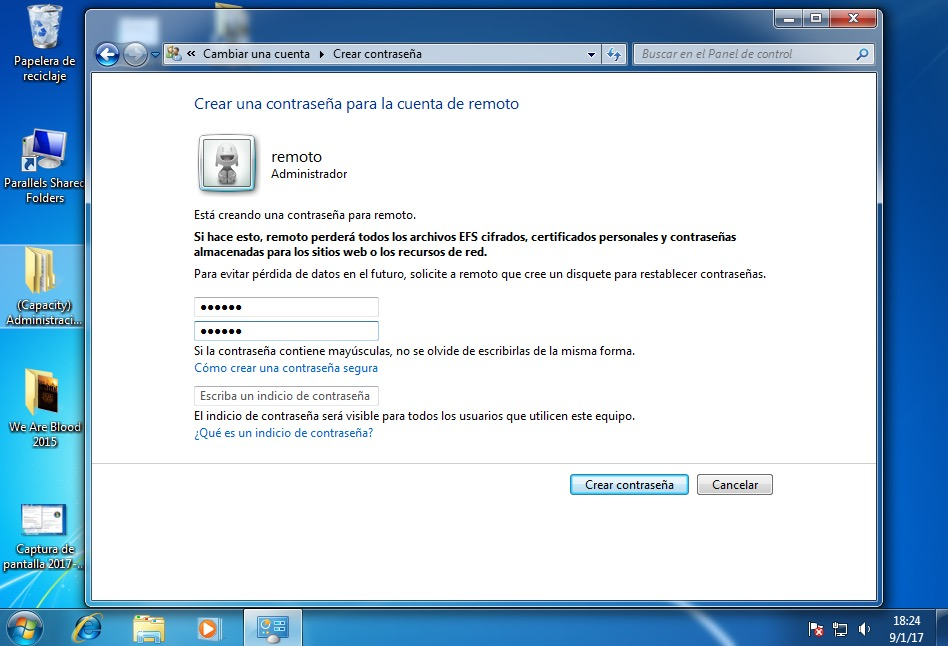 Papelera de
reciclaje
Parallels Shared
Folders
(Capacity)
Administraci...
We Are Blood
2015
Captura de
pantalla 2017-...
« Cambiar una cuenta ▸ Crear contraseña
Buscar en el Panel de control
Crear una contraseña para la cuenta de remoto
remoto
Administrador
Está creando una contraseña para remoto.
Si hace esto, remoto perderá todos los archivos EFS cifrados, certificados personales y contraseñas
almacenadas para los sitios web o los recursos de red.
Para evitar pérdida de datos en el futuro, solicite a remoto que cree un disquete para restablecer contraseñas.
••••••
••••••
Si la contraseña contiene mayúsculas, no se olvide de escribirlas de la misma forma.
Cómo crear una contraseña segura
Escriba un indicio de contraseña
El indicio de contraseña será visible para todos los usuarios que utilicen este equipo.
¿Qué es un indicio de contraseña?
Crear contraseña
Cancelar
18:24
9/1/17